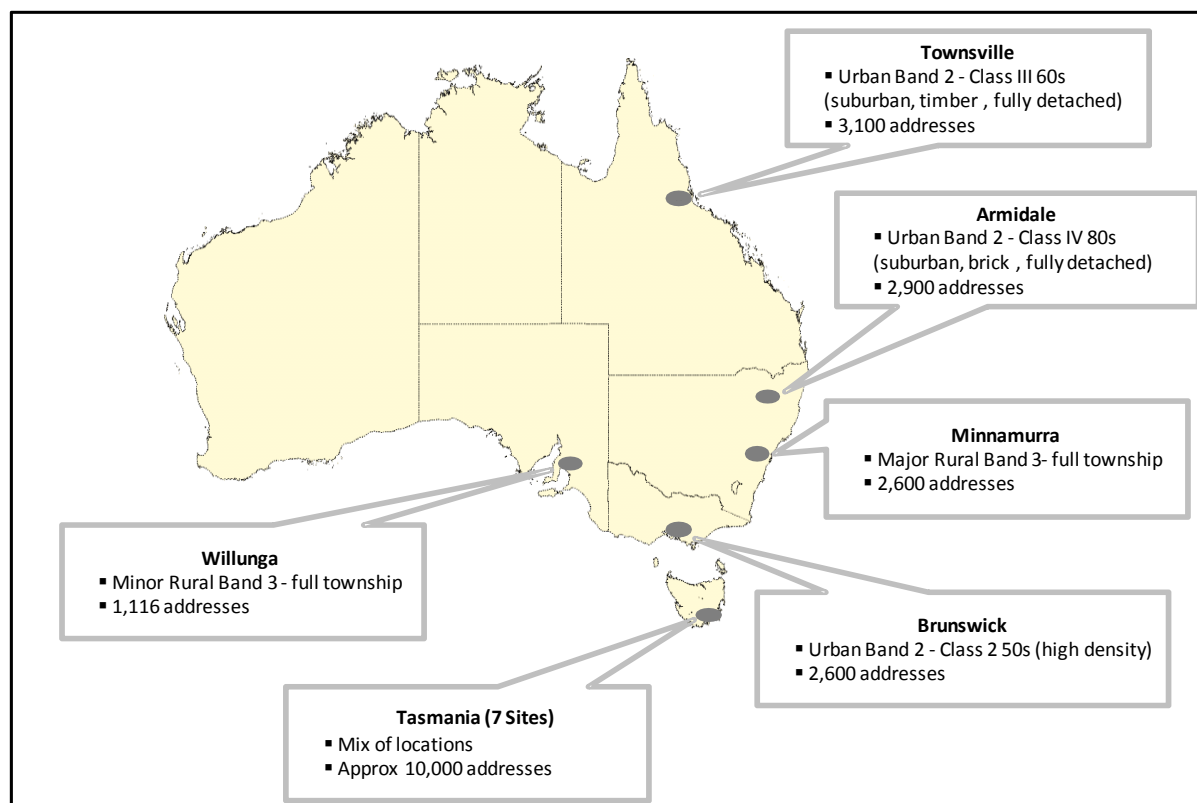 Townsville
▪ Urban Band 2 - Class III 60s
(suburban, timber , fully detached)
▪ 3,100 addresses
Armidale
▪ Urban Band 2 - Class IV 80s
(suburban, brick , fully detached)
▪ 2,900 addresses
Minnamurra
▪ Major Rural Band 3- full township
▪ 2,600 addresses
Willunga
▪ Minor Rural Band 3 - full township
▪ 1,116 addresses
Brunswick
▪ Urban Band 2 - Class 2 50s (high density)
▪ 2,600 addresses
Tasmania (7 Sites)
▪ Mix of locations
▪ Approx 10,000 addresses